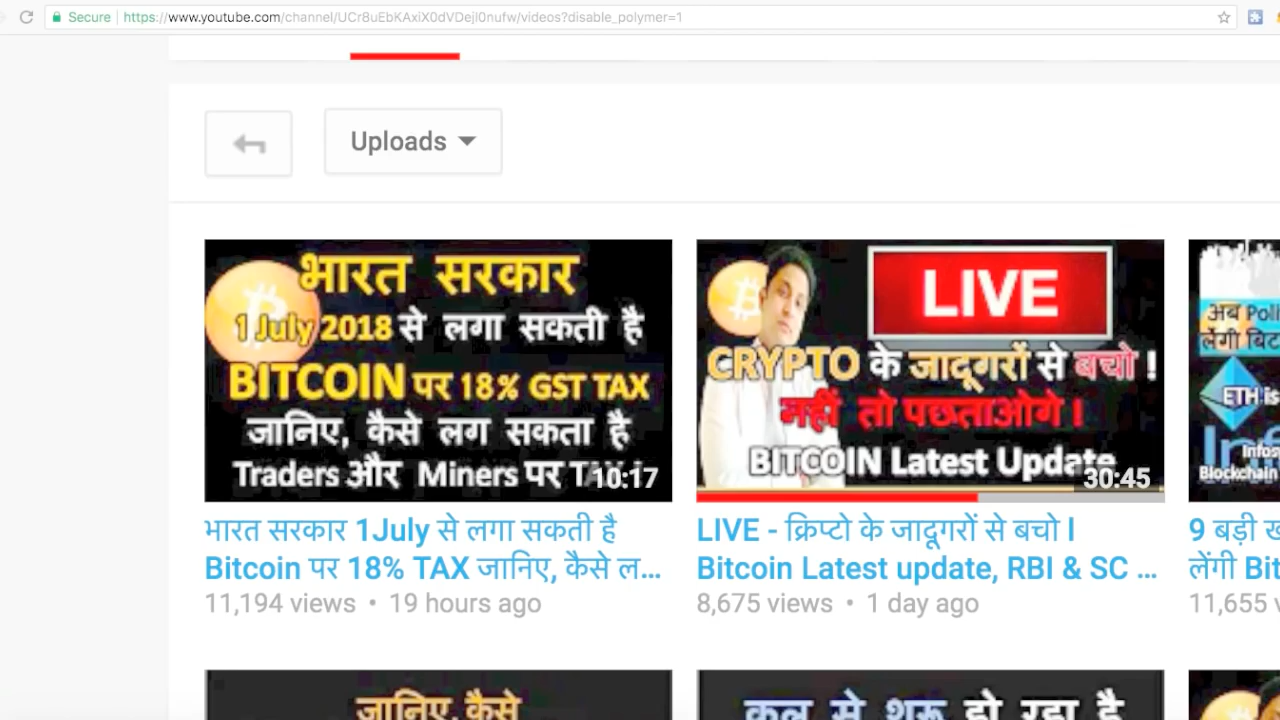 Secure https://www.youtube.com/channel/UCr8uEbKAxiX0dVDejI0nufw/videos?disable_polymer=1
Uploads
भारत सरकार
1 July 2018 से लगा सकती है
BITCOIN पर 18% GST TAX
जानिए, कैसे लग सकता है
Traders और Miners पर
10:17
LIVE
CRYPTO के जादूगरों से बचो !
नहीं तो पछताओगे ।
BITCOIN Latest Update
30:45
अब
लेंगी
ETH is
Blockchain
भारत सरकार 1July से लगा सकती है
Bitcoin पर 18% TAX जानिए, कैसे ल...
11,194 views • 19 hours ago
LIVE - क्रिप्टो के जादूगरों से बचो l
Bitcoin Latest update, RBI & SC ...
8,675 views • 1 day ago
9 बड़ी
लेंगी
11,655
जानिए, कैसे
कल से शुरू हो रहा है